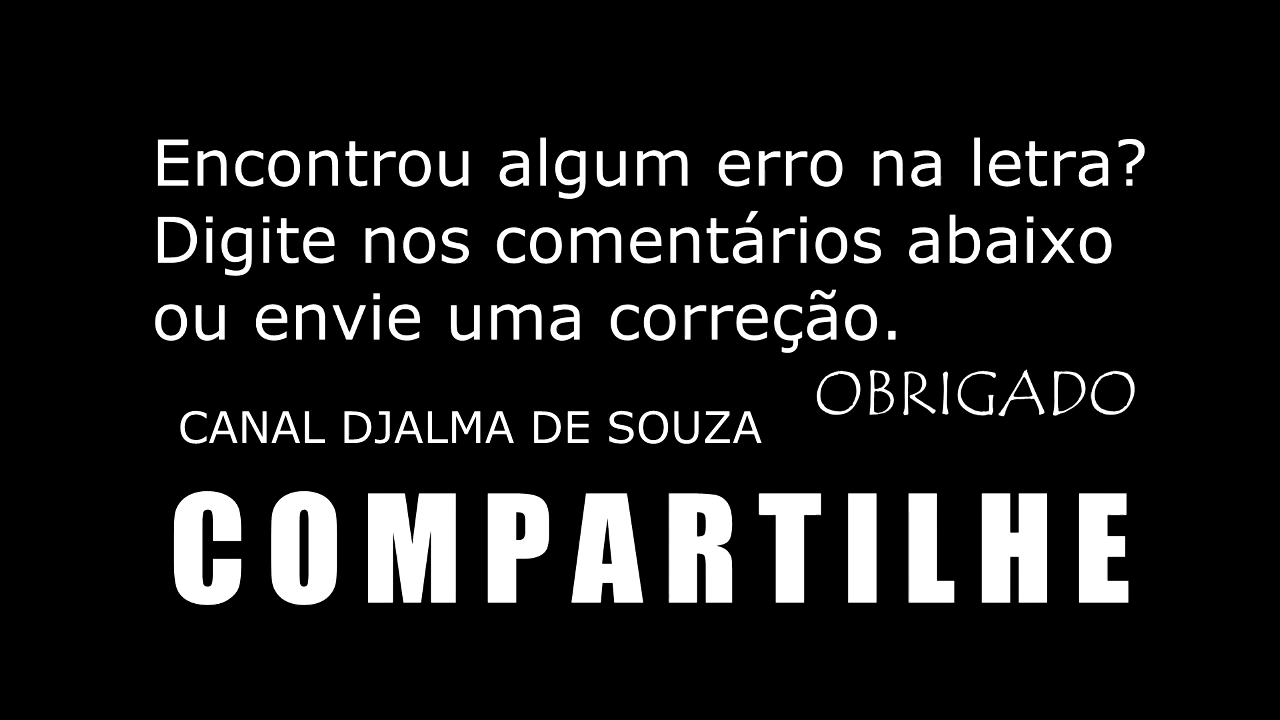 Encontrou algum erro na letra?
Digite nos comentários abaixo
ou envie uma correção.
OBRIGADO
CANAL DJALMA DE SOUZA
COMPARTILHE